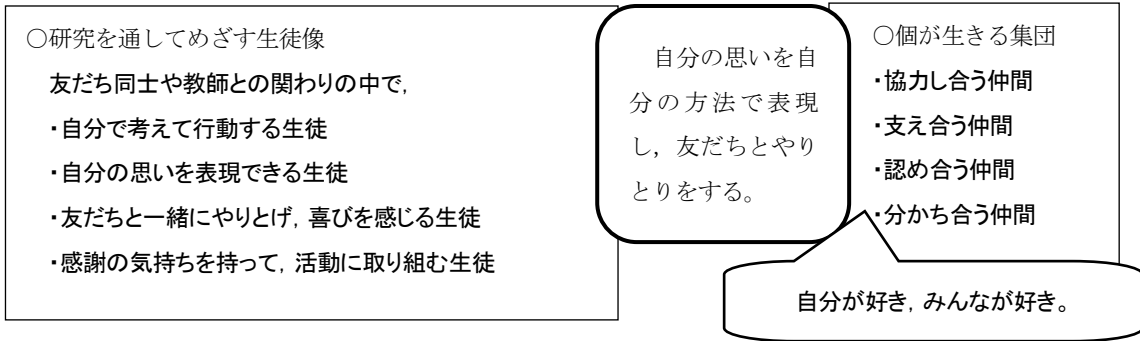 ○研究を通してめざす生徒像
友だち同士や教師との関わりの中で,
・自分で考えて行動する生徒
・自分の思いを表現できる生徒
・友だちと一緒にやりとげ, 喜びを感じる生徒
・感謝の気持ちを持って, 活動に取り組む生徒
自分の思いを自
分の方法で表現
し, 友だちとやり
とりをする。
○個が生きる集団
・協力し合う仲間
・支え合う仲間
・認め合う仲間
・分かち合う仲間
自分が好き, みんなが好き。